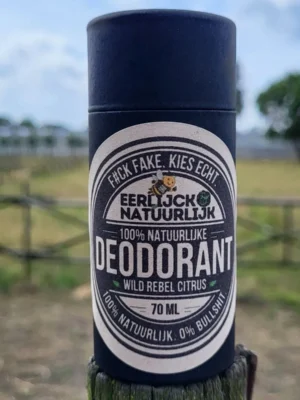 F#CK FAKE. KIES ECHT.
EERLIJCK
NATUURLIJK
100% NATUURLIJKE
DEODORANT
WILD REBEL CITRUS
70 ML
100% NATUURLIJK. 0% BULLSHIT.